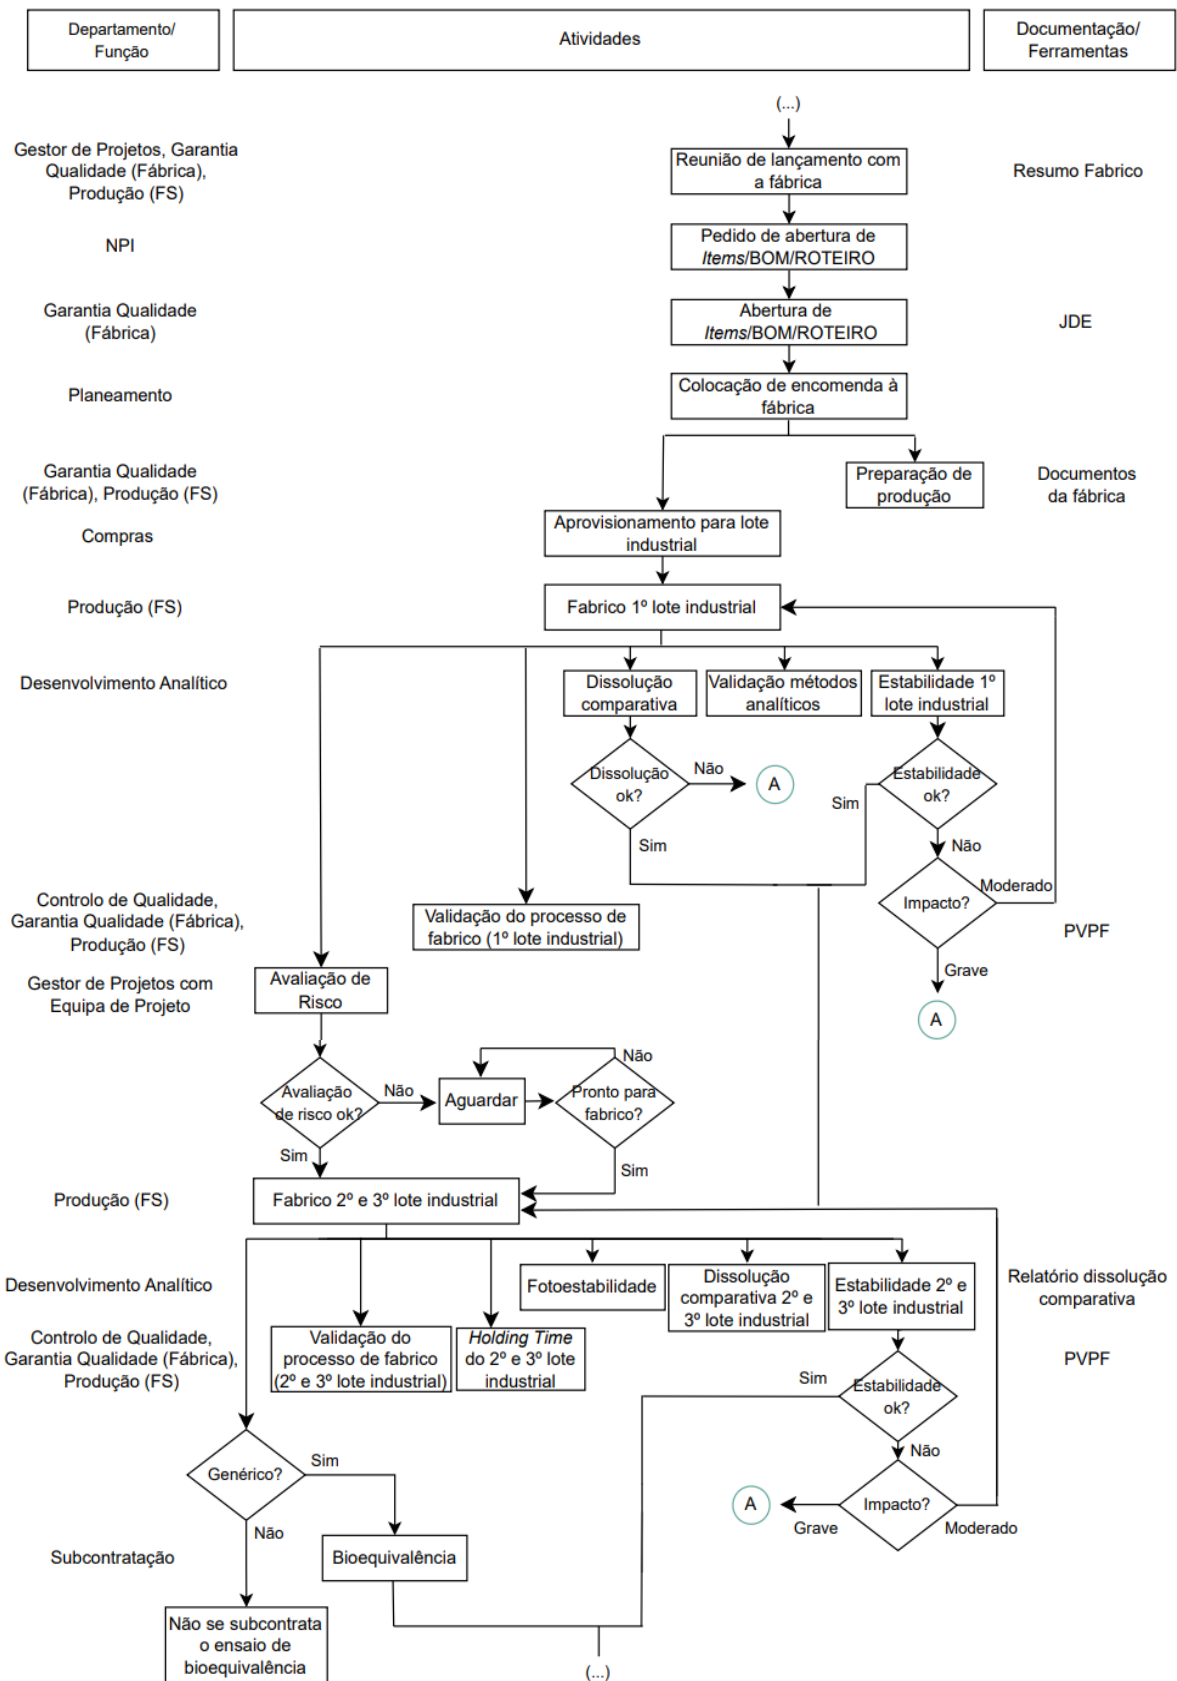 Departamento/
Função
Atividades
Documentação/
Ferramentas
(...)
Gestor de Projetos, Garantia
Qualidade (Fábrica),
Produção (FS)
Reunião de lançamento com
a fábrica
Resumo Fabrico
NPI
Pedido de abertura de
Items/BOM/ROTEIRO
Garantia Qualidade
(Fábrica)
Abertura de
Items/BOM/ROTEIRO
JDE
Planeamento
Colocação de encomenda à
fábrica
Garantia Qualidade
(Fábrica), Produção (FS)
Preparação de
produção
Documentos
da fábrica
Compras
Aprovisionamento para lote
industrial
Produção (FS)
Fabrico 1º lote industrial
Desenvolvimento Analítico
Dissolução
comparativa
Validação métodos
analíticos
Estabilidade 1º
lote industrial
Dissolução
ok?
Não
A
Sim
Estabilidade
ok?
Sim
Não
Controlo de Qualidade,
Garantia Qualidade (Fábrica),
Produção (FS)
Validação do processo de
fabrico (1º lote industrial)
Impacto?
Moderado
PVPF
Grave
A
Gestor de Projetos com
Equipa de Projeto
Avaliação de
Risco
Avaliação
de risco ok?
Não
Aguardar
Não
Pronto para
fabrico?
Sim
Sim
Produção (FS)
Fabrico 2º e 3º lote industrial
Desenvolvimento Analítico
Fotoestabilidade
Dissolução
comparativa 2º e
3º lote industrial
Estabilidade 2º e
3º lote industrial
Relatório dissolução
comparativa
Controlo de Qualidade,
Garantia Qualidade (Fábrica),
Produção (FS)
Validação do
processo de fabrico
(2º e 3º lote industrial)
Holding Time
do 2º e 3º lote
industrial
PVPF
Sim
Estabilidade
ok?
Não
Genérico?
Sim
Não
A
Grave
Impacto?
Moderado
Subcontratação
Bioequivalência
Não se subcontrata
o ensaio de
bioequivalência
(...)